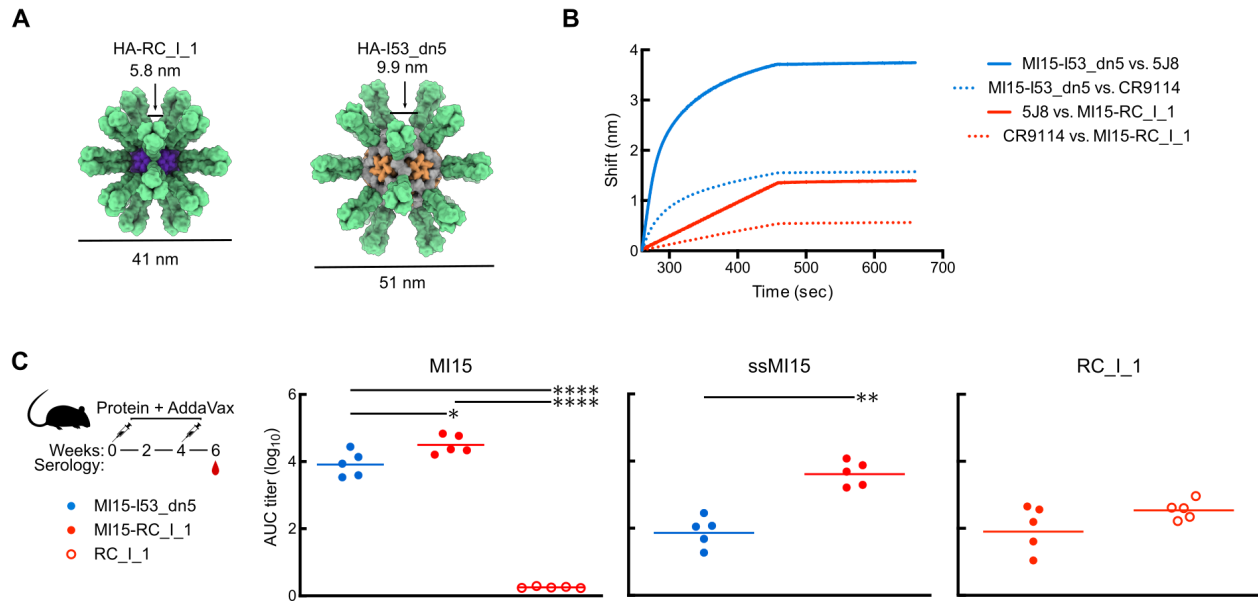 A
HA-RC_I_1
5.8 nm
41 nm
HA-I53_dn5
9.9 nm
51 nm
B
4
3
2
1
0
Shift (nm)
300
400
500
600
700
Time (sec)
MI15-I53_dn5 vs. 5J8
MI15-I53_dn5 vs. CR9114
5J8 vs. MI15-RC_I_1
CR9114 vs. MI15-RC_I_1
C
Protein + AddaVax
Weeks: 0 — 2 — 4 — 6
Serology:
MI15-I53_dn5
MI15-RC_I_1
RC_I_1
MI15
6
4
2
0
AUC titer (log10)
****
****
*
ssMI15
**
RC_I_1